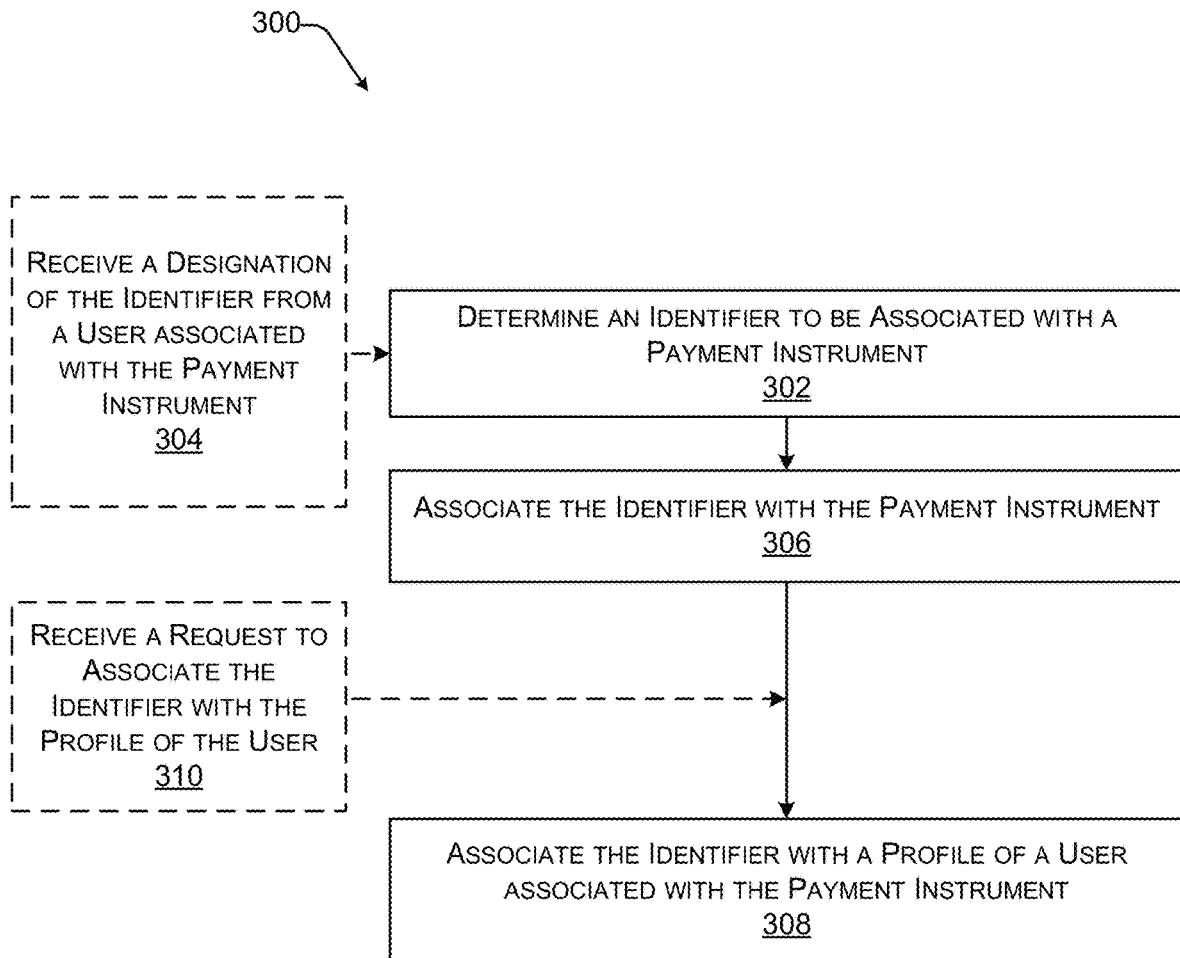 300
RECEIVE A DESIGNATION
OF THE IDENTIFIER FROM
A USER ASSOCIATED
WITH THE PAYMENT
INSTRUMENT
304
DETERMINE AN IDENTIFIER TO BE ASSOCIATED WITH A
PAYMENT INSTRUMENT
302
ASSOCIATE THE IDENTIFIER WITH THE PAYMENT INSTRUMENT
306
RECEIVE A REQUEST TO
ASSOCIATE THE
IDENTIFIER WITH THE
PROFILE OF THE USER
310
ASSOCIATE THE IDENTIFIER WITH A PROFILE OF A USER
ASSOCIATED WITH THE PAYMENT INSTRUMENT
308